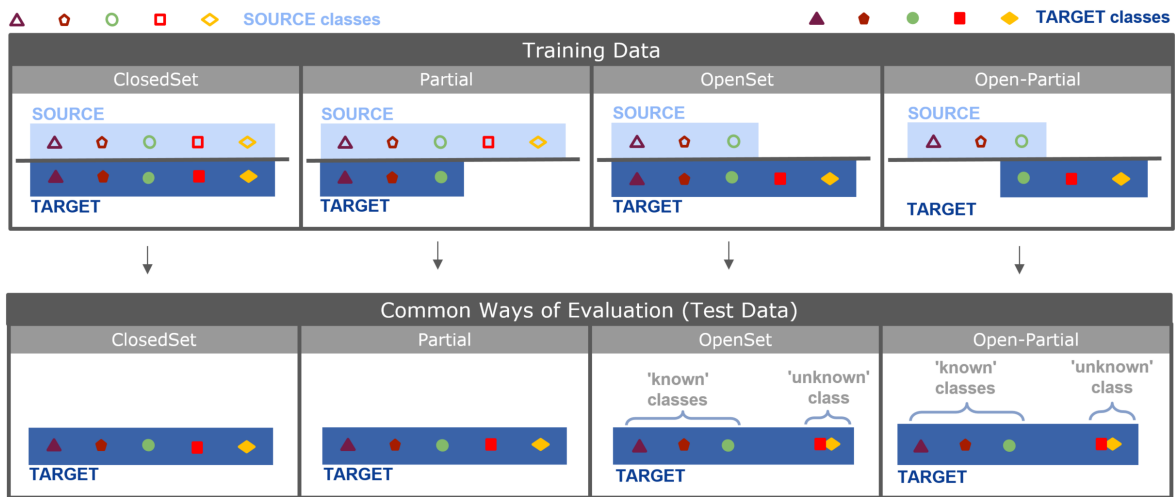 SOURCE classes
TARGET classes
Training Data
ClosedSet
Partial
OpenSet
Open-Partial
SOURCE
SOURCE
SOURCE
SOURCE
TARGET
TARGET
TARGET
TARGET
Common Ways of Evaluation (Test Data)
ClosedSet
Partial
OpenSet
Open-Partial
'known'
classes
'unknown'
class
'known'
classes
'unknown'
class
TARGET
TARGET
TARGET
TARGET